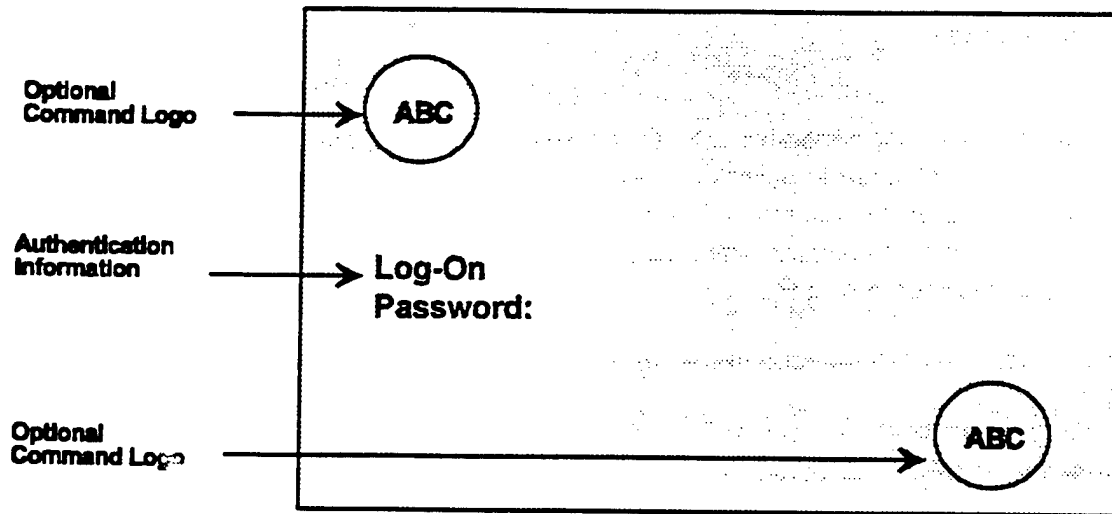 Optional
Command Logo
ABC
Authentication
Information
Log-On
Password:
Optional
Command Logo
ABC